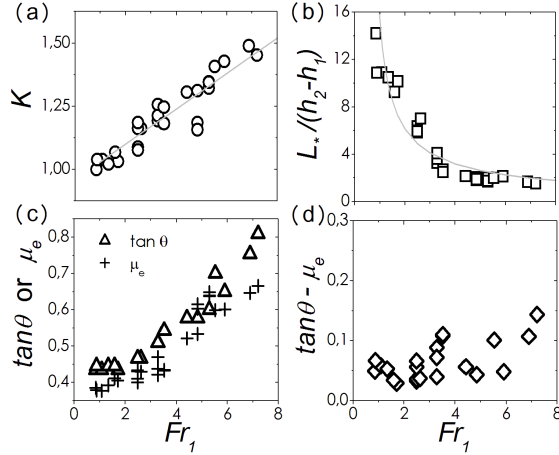 (a)
1,50
1,25
1,00
K
(b)
16
12
8
4
0
L*/(h2-h1)
(c)
tan θ
μe
0,8
0,7
0,6
0,5
0,4
tanθ or μe
0 2 4 6 8
Fr1
(d)
0,3
0,2
0,1
0,0
tanθ - μe
0 2 4 6 8
Fr1